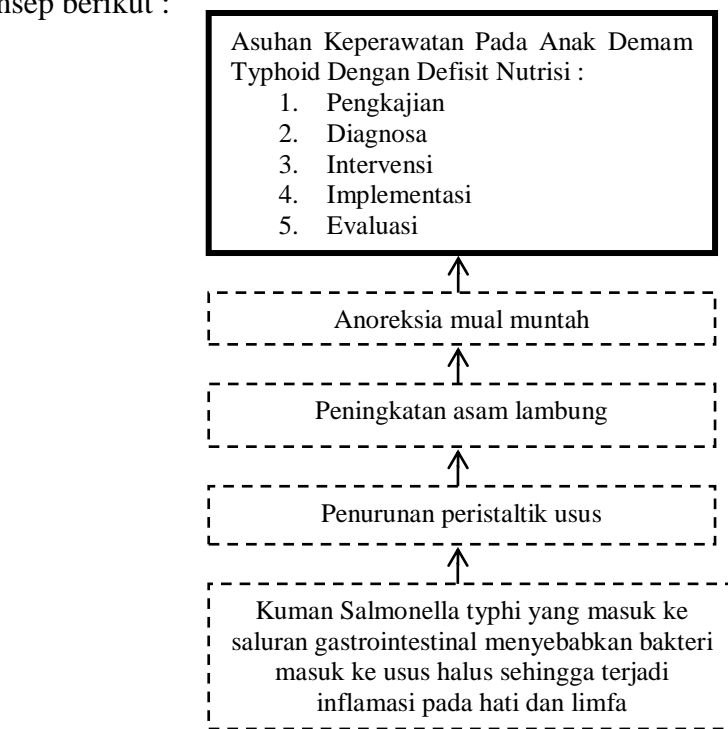 berikut :
Asuhan Keperawatan Pada Anak Demam
Typhoid Dengan Defisit Nutrisi :
1. Pengkajian
2. Diagnosa
3. Intervensi
4. Implementasi
5. Evaluasi
Anoreksia mual muntah
Peningkatan asam lambung
Penurunan peristaltik usus
Kuman Salmonella typhi yang masuk ke
saluran gastrointestinal menyebabkan bakteri
masuk ke usus halus sehingga terjadi
inflamasi pada hati dan limfa